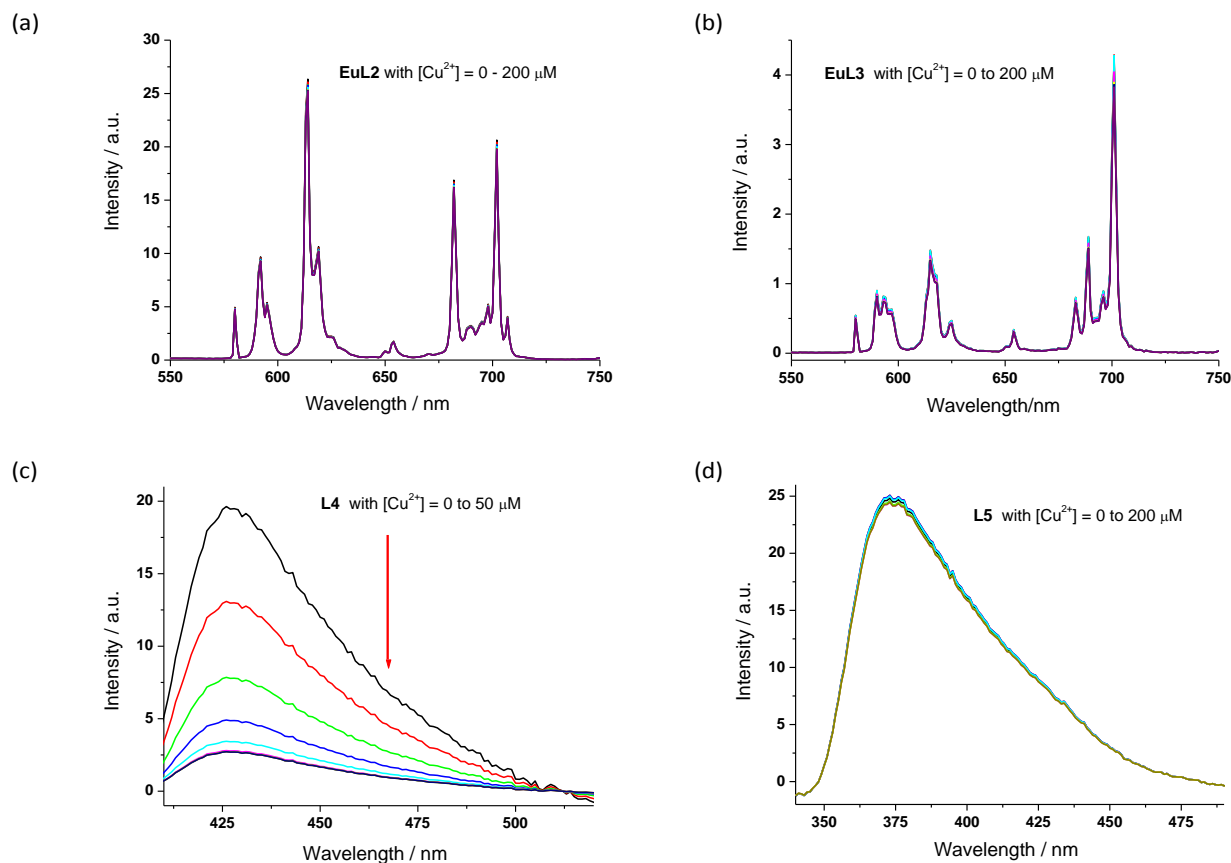 (a)
EuL2 with [Cu²⁺] = 0 - 200 μM
Intensity / a.u.
30
25
20
15
10
5
0
550
600
650
700
750
Wavelength / nm
(b)
EuL3 with [Cu²⁺] = 0 to 200 μM
Intensity / a.u.
4
3
2
1
0
550
600
650
700
750
Wavelength/nm
(c)
L4 with [Cu²⁺] = 0 to 50 μM
Intensity / a.u.
20
15
10
5
0
425
450
475
500
Wavelength / nm
(d)
L5 with [Cu²⁺] = 0 to 200 μM
Intensity / a.u.
25
20
15
10
5
0
350
375
400
425
450
475
Wavelength / nm